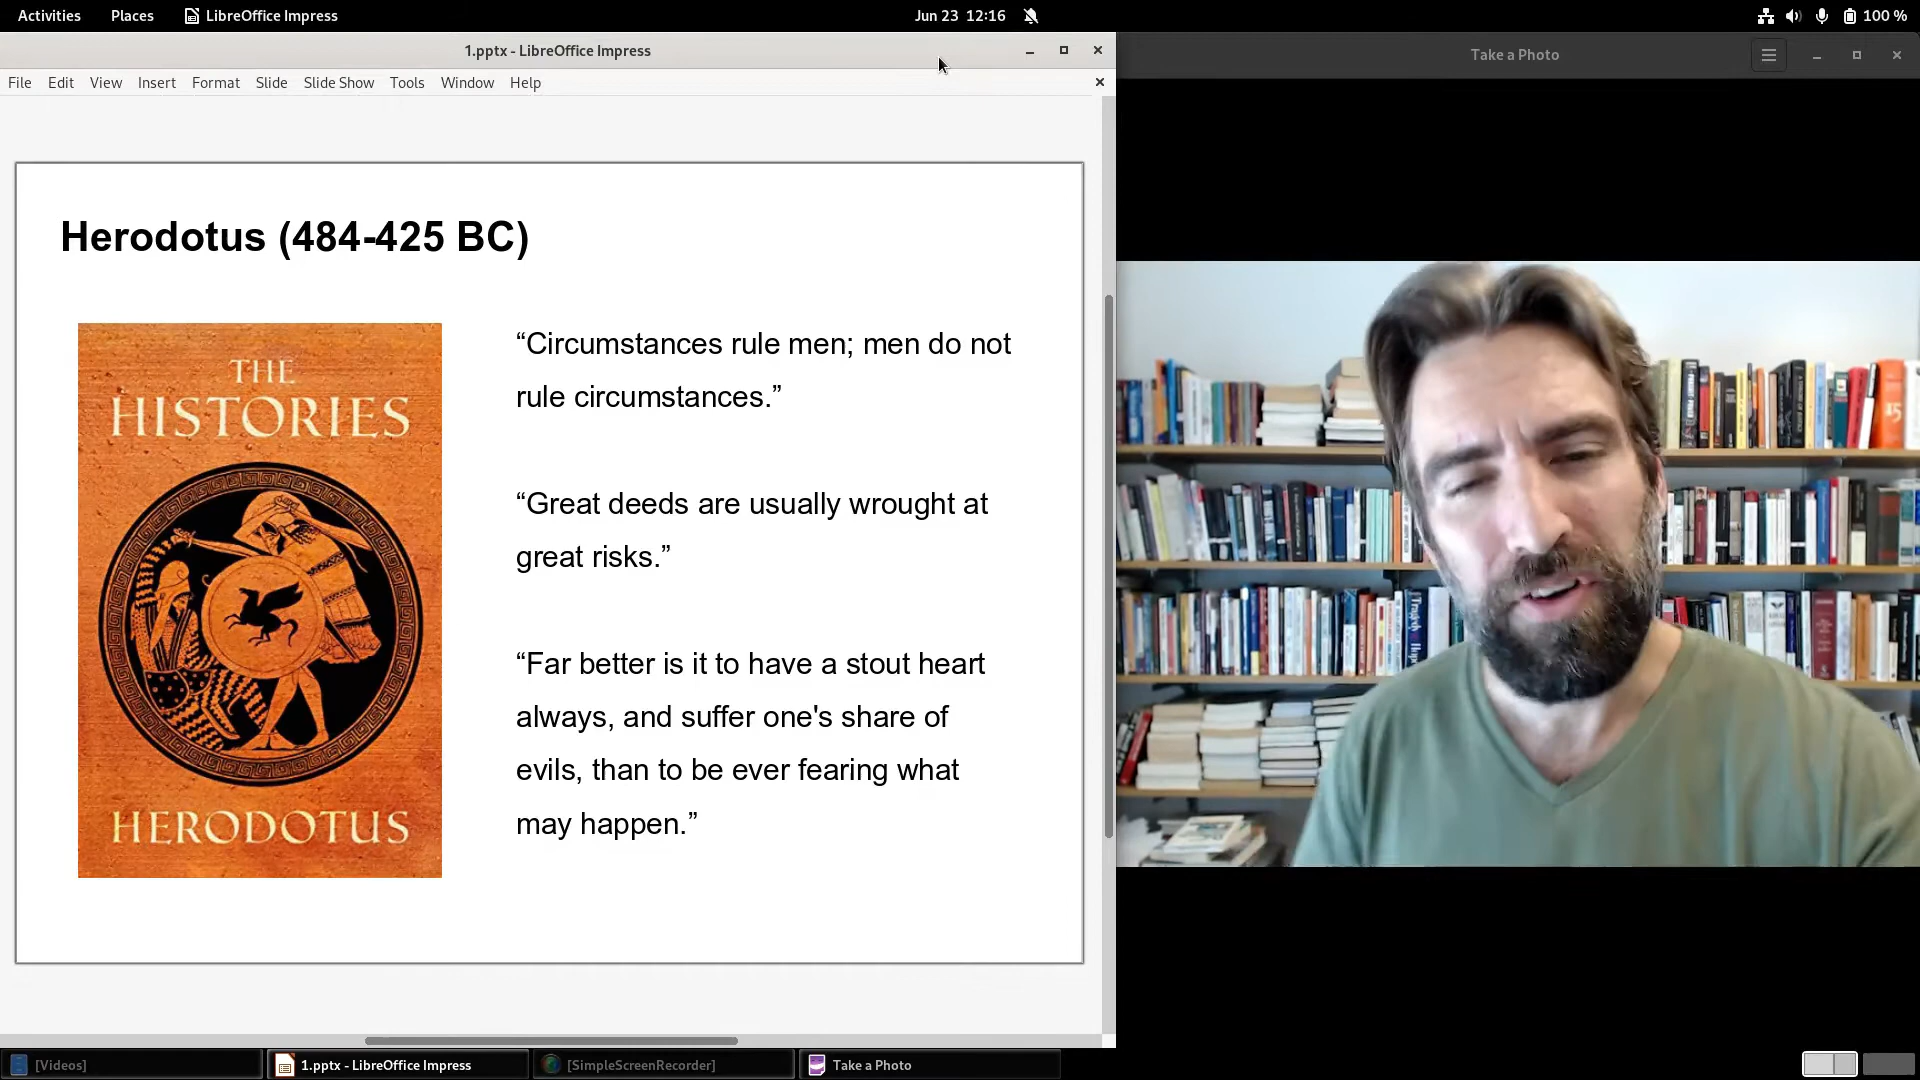 Activities Places LibreOffice Impress Jun 23 12:16 100 %
1.pptx - LibreOffice Impress
Take a Photo
File Edit View Insert Format Slide Slide Show Tools Window Help
Herodotus (484-425 BC)
THE
HISTORIES
HERODOTUS
“Circumstances rule men; men do not
rule circumstances.”
“Great deeds are usually wrought at
great risks.”
“Far better is it to have a stout heart
always, and suffer one's share of
evils, than to be ever fearing what
may happen.”
15
[Videos] 1.pptx - LibreOffice Impress [SimpleScreenRecorder] Take a Photo